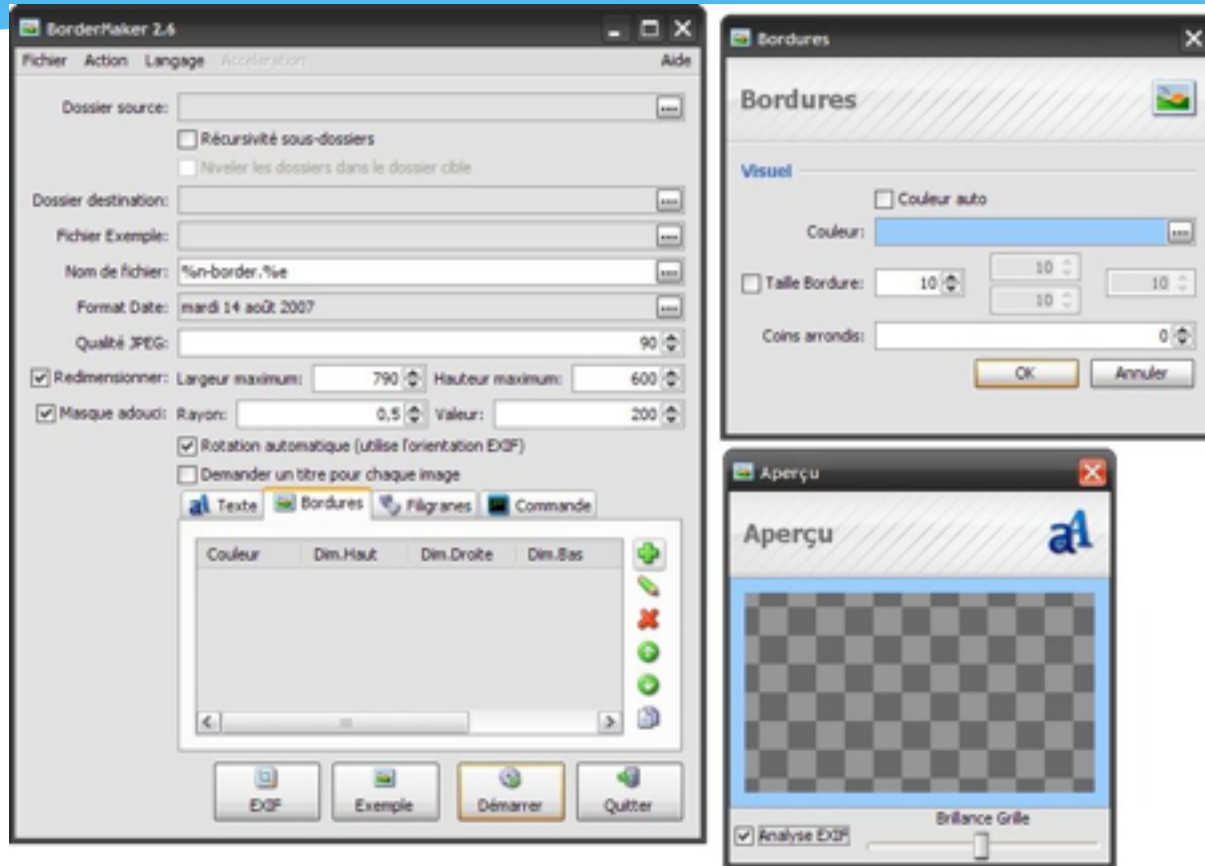 BorderMaker 2.6
Fichier Action Langage Accélération Aide
Dossier source:
Récursivité sous-dossiers
Niveler les dossiers dans le dossier cible
Dossier destination:
Fichier Exemple:
Nom de fichier: %n-border.%e
Format Date: mardi 14 août 2007
Qualité JPEG: 90
Redimensionner: Largeur maximum: 790 Hauteur maximum: 600
Masque adouci: Rayon: 0,5 Valeur: 200
Rotation automatique (utilise l'orientation EXIF)
Demander un titre pour chaque image
Texte Bordures Filigranes Commande
Couleur Dim.Haut Dim.Droite Dim.Bas
EXIF Exemple Démarrer Quitter
Bordures
Bordures
Visuel
Couleur auto
Couleur:
10
Taille Bordure: 10 10
10
Coins arrondis: 0
OK Annuler
Aperçu
Aperçu
Brillance Grille
Analyse EXIF